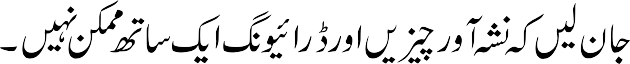 جان لیں کہ نشہ آور چیزیں اور ڈرائیونگ ایک ساتھ ممکن نہیں ۔